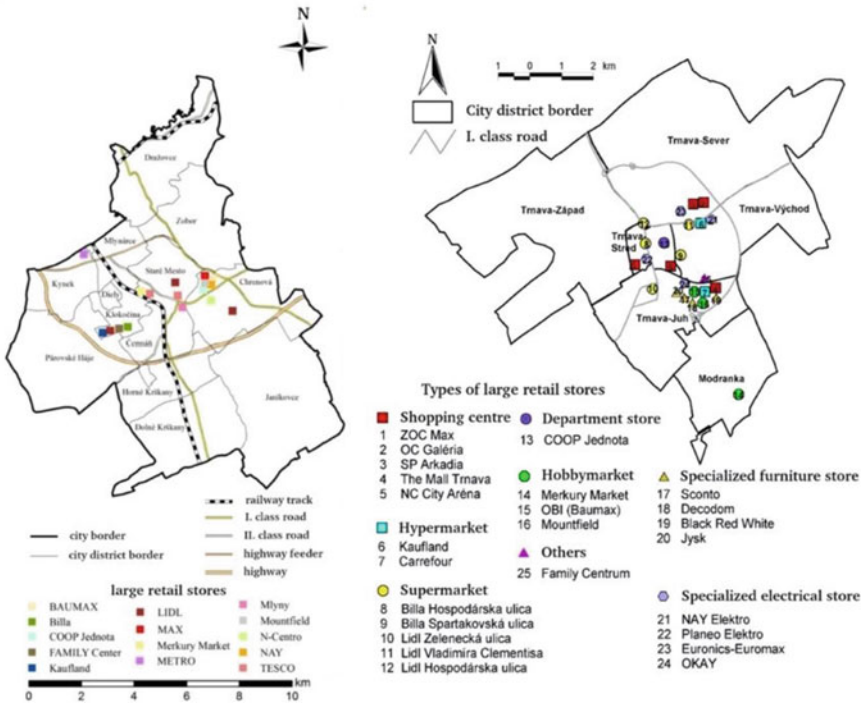 N
Dražovce
Zobor
Mlynárce
Staré Mesto
Kynek
Diely
Chrenová
Klokočina
Čermáň
Párovské Háje
Horné Krškany
Janíkovce
Dolné Krškany
railway track
I. class road
II. class road
highway feeder
highway
city border
city district border
large retail stores
BAUMAX
Billa
COOP Jednota
FAMILY Center
Kaufland
LIDL
MAX
Merkury Market
METRO
Mlyny
Mountfield
N-Centro
NAY
TESCO
0 2 4 6 8 10
km
N
1 0 1 2 km
City district border
I. class road
Trnava-Sever
Trnava-Západ
Trnava-Východ
Trnava-
Stred
Trnava-Juh
Modranka
Types of large retail stores
Shopping centre
1 ZOC Max
2 OC Galéria
3 SP Arkadia
4 The Mall Trnava
5 NC City Aréna
Hypermarket
6 Kaufland
7 Carrefour
Supermarket
8 Billa Hospodárska ulica
9 Billa Spartakovská ulica
10 Lidl Zelenecká ulica
11 Lidl Vladimíra Clementisa
12 Lidl Hospodárska ulica
Department store
13 COOP Jednota
Hobbymarket
14 Merkury Market
15 OBI (Baumax)
16 Mountfield
Others
25 Family Centrum
Specialized furniture store
17 Sconto
18 Decodom
19 Black Red White
20 Jysk
Specialized electrical store
21 NAY Elektro
22 Planeo Elektro
23 Euronics-Euromax
24 OKAY